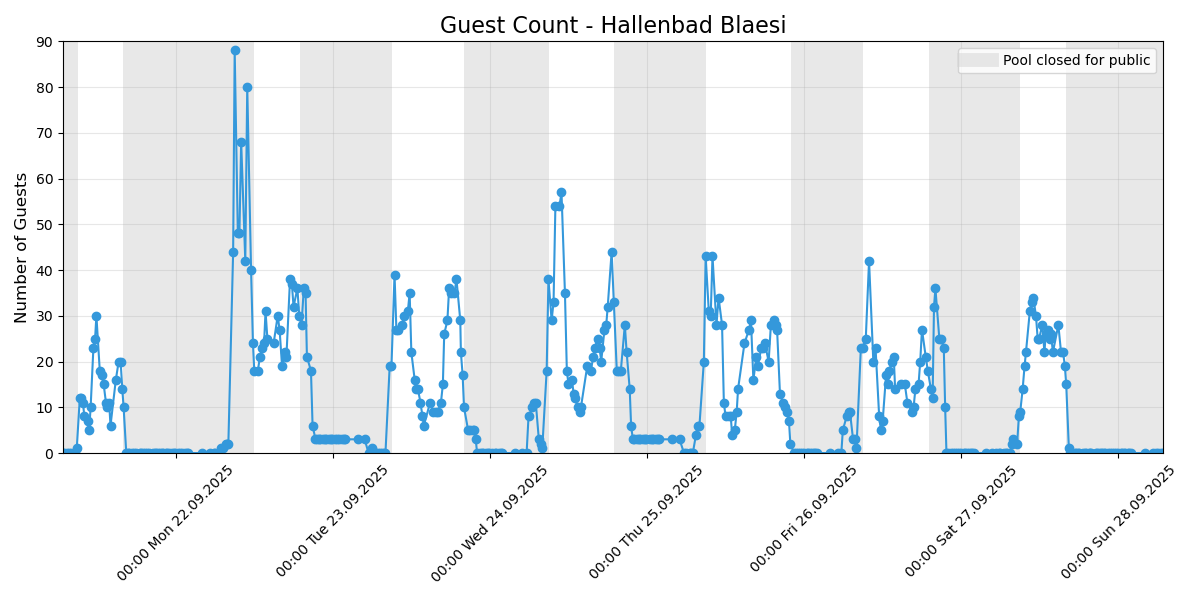 Guest Count - Hallenbad Blaesi
Pool closed for public
Number of Guests
90
80
70
60
50
40
30
20
10
0
00:00 Mon 22.09.2025
00:00 Tue 23.09.2025
00:00 Wed 24.09.2025
00:00 Thu 25.09.2025
00:00 Fri 26.09.2025
00:00 Sat 27.09.2025
00:00 Sun 28.09.2025